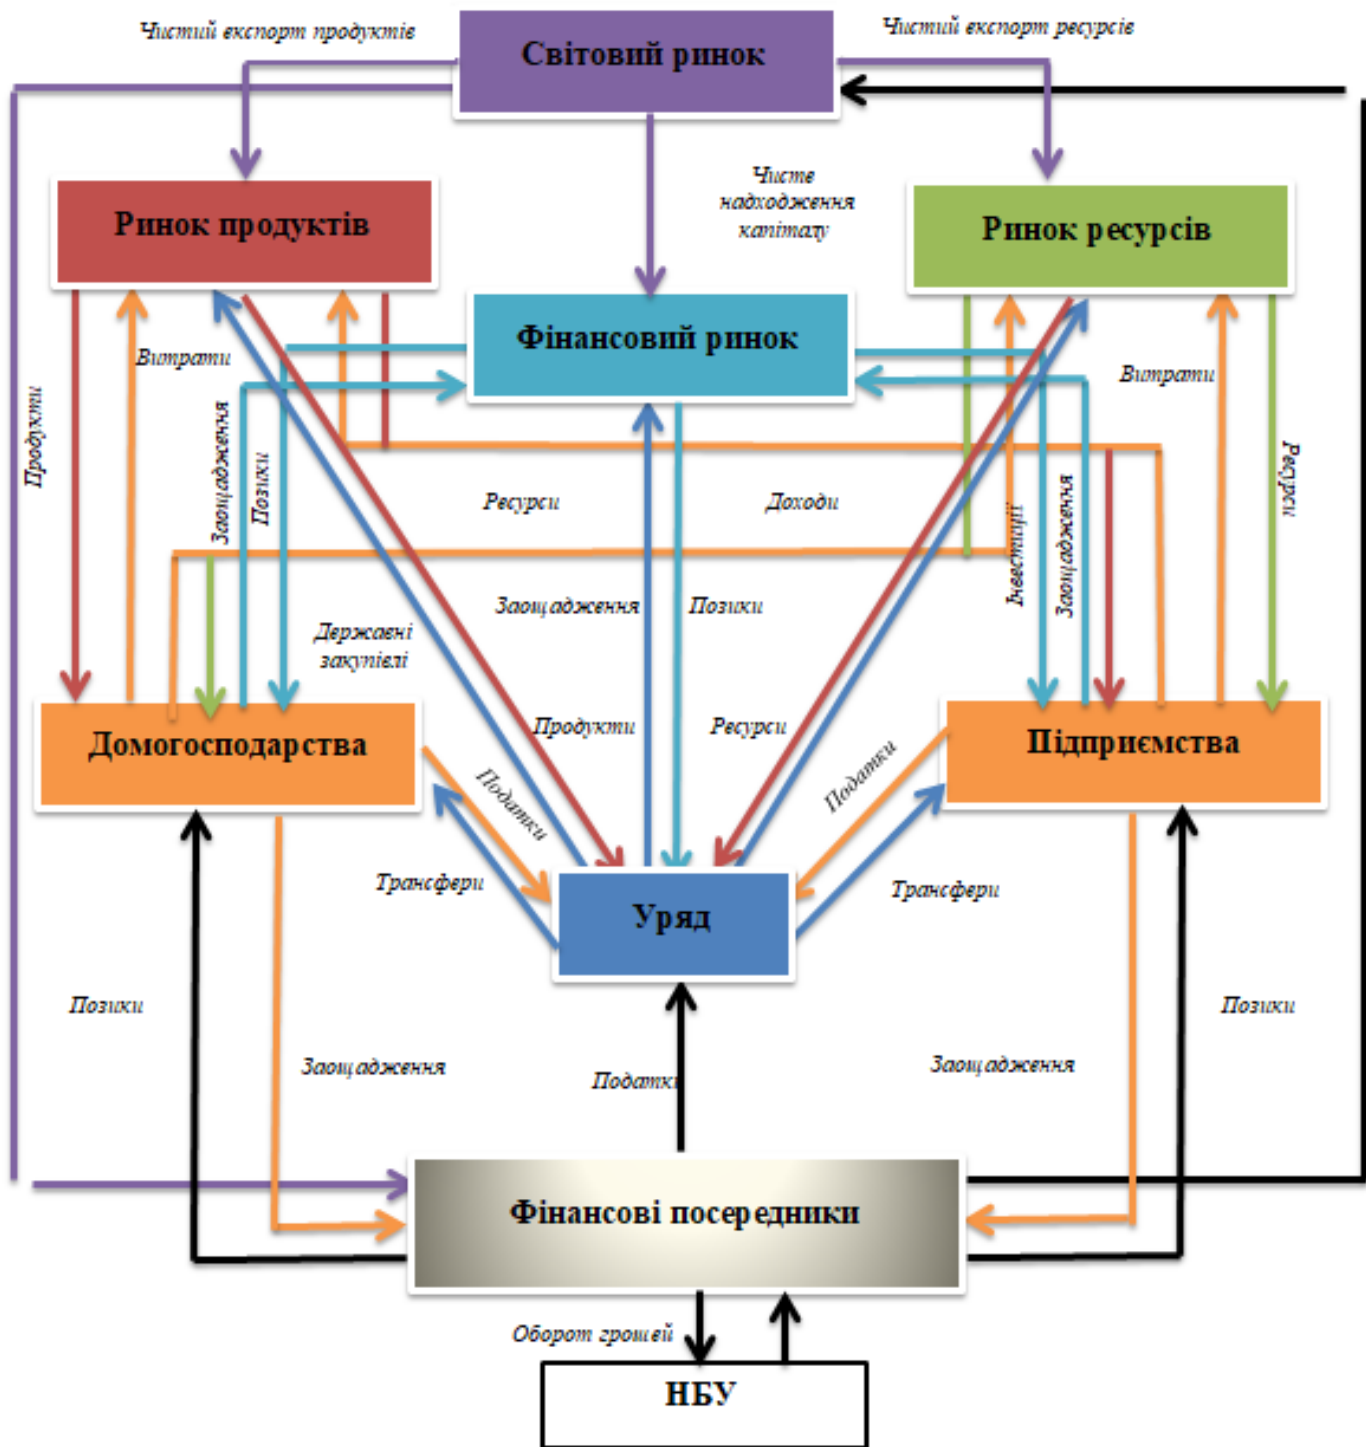 Чистий експорт продуктів
Світовий ринок
Чистий експорт ресурсів
Ринок продуктів
Чисте
надходження
капіталу
Ринок ресурсів
Фінансовий ринок
Витрати
Витрати
Продукти
Заощадження
Позики
Ресурси
Доходи
Інвестиції
Заощадження
Ресурси
Заощадження
Позики
Державні
закупівлі
Продукти
Ресурси
Домогосподарства
Підприємства
Податки
Податки
Трансфери
Трансфери
Уряд
Позики
Позики
Заощадження
Податки
Заощадження
Фінансові посередники
Оборот грошей
НБУ